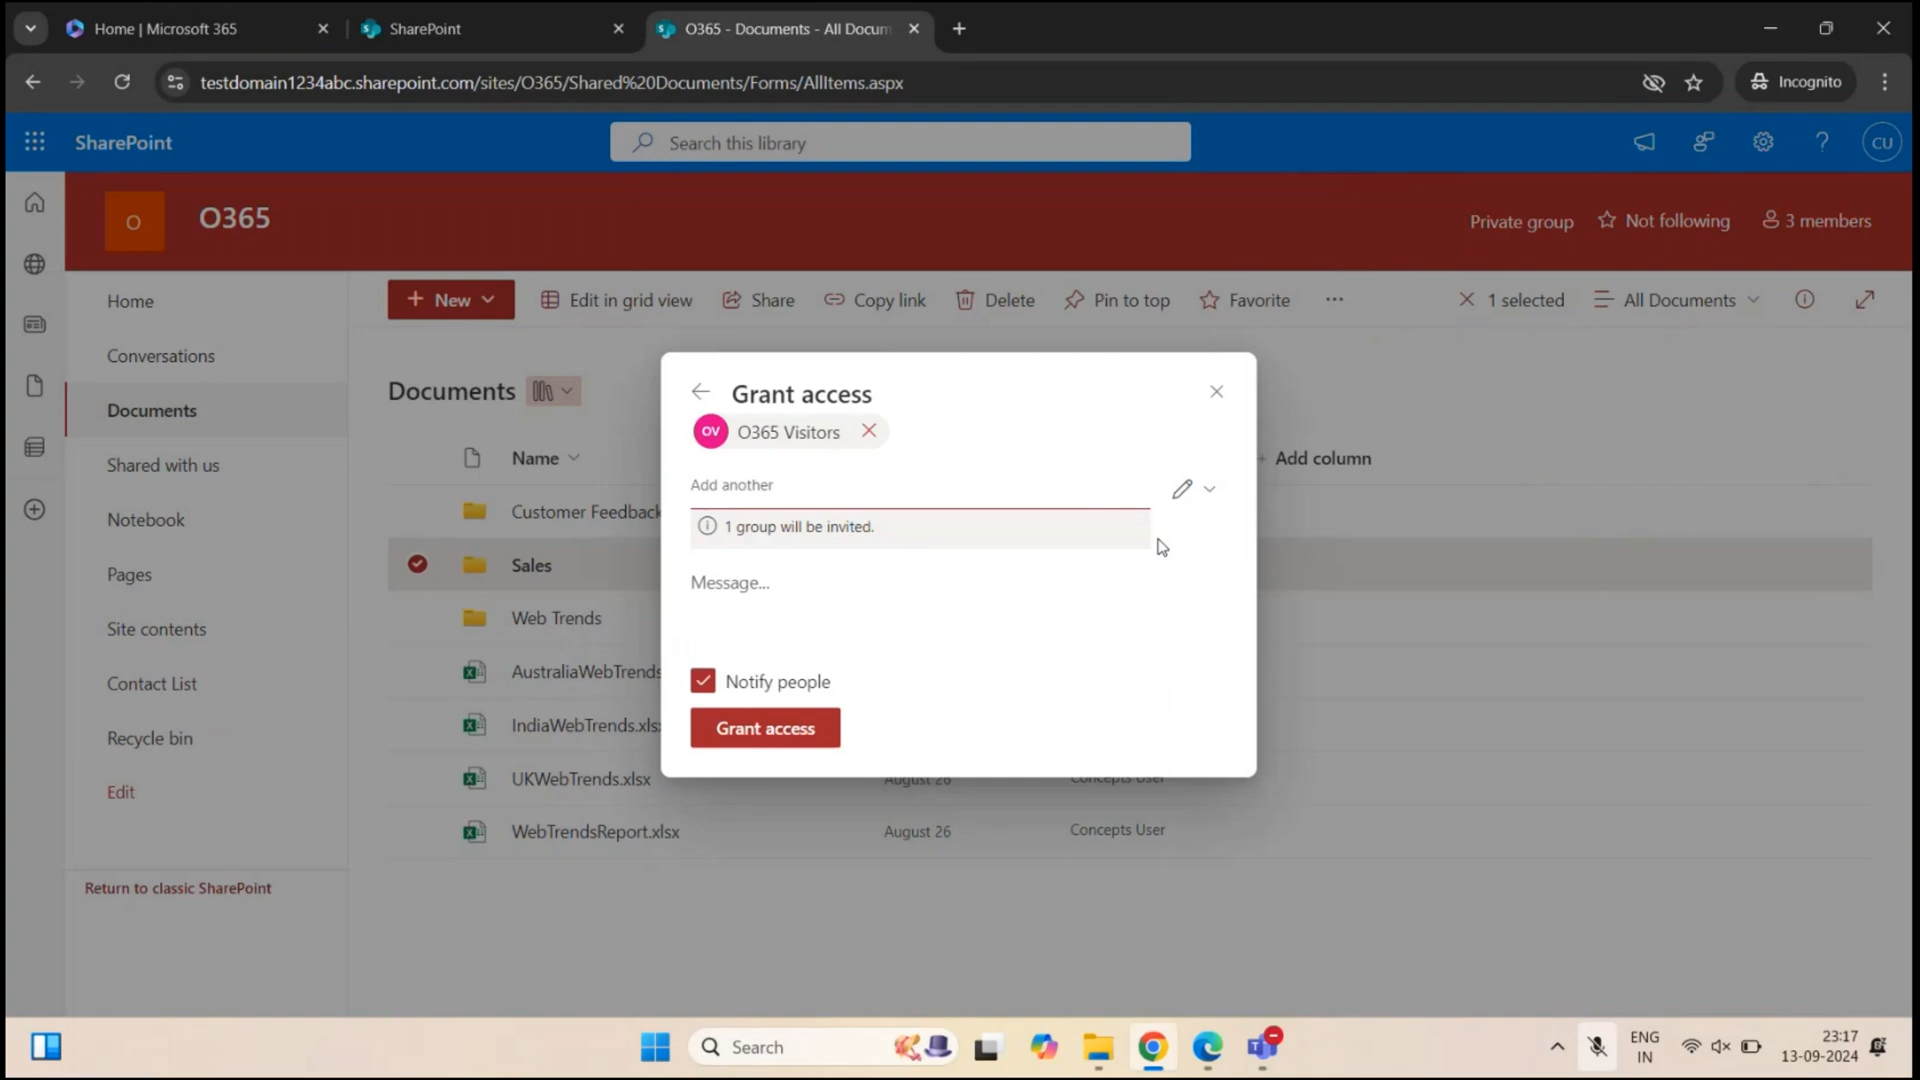 Home | Microsoft 365
SharePoint
O365 - Documents - All Docum
testdomain1234abc.sharepoint.com/sites/O365/Shared%20Documents/Forms/AllItems.aspx
Incognito
SharePoint
Search this library
CU
O
O365
Private group
Not following
3 members
Home
Conversations
Documents
Shared with us
Notebook
Pages
Site contents
Contact List
Recycle bin
Edit
Return to classic SharePoint
New
Edit in grid view
Share
Copy link
Delete
Pin to top
Favorite
1 selected
All Documents
Documents
Name
Add column
Customer Feedback
Sales
Web Trends
AustraliaWebTrends
IndiaWebTrends.xls
UKWebTrends.xlsx
August 26
Concepts User
WebTrendsReport.xlsx
August 26
Concepts User
Grant access
OV
O365 Visitors
Add another
1 group will be invited.
Message...
Notify people
Grant access
Search
ENG
IN
23:17
13-09-2024